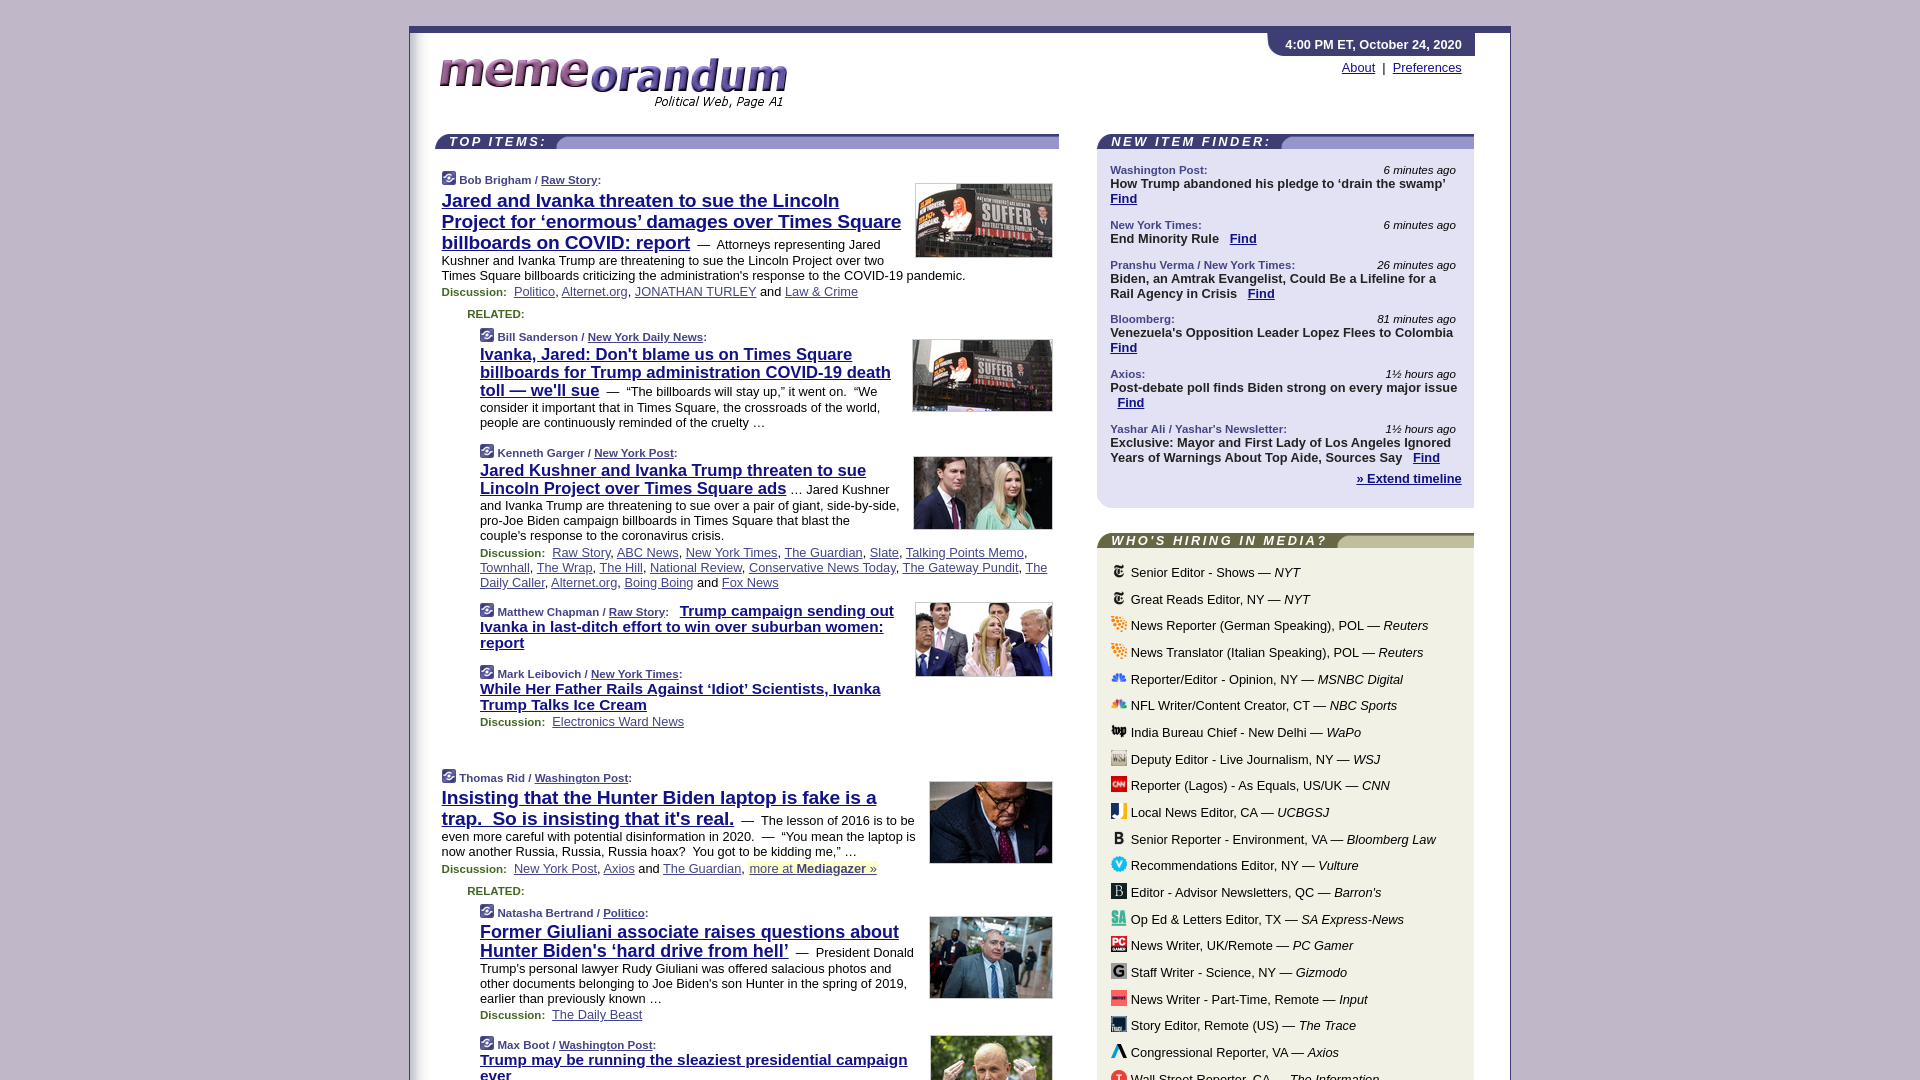 4:00 PM ET, October 24, 2020
memeorandum
About | Preferences
Political Web, Page A1
TOP ITEMS:
Bob Brigham / Raw Story:
Jared and Ivanka threaten to sue the Lincoln
Project for ‘enormous’ damages over Times Square
billboards on COVID: report — Attorneys representing Jared
Kushner and Ivanka Trump are threatening to sue the Lincoln Project over two
Times Square billboards criticizing the administration's response to the COVID-19 pandemic.
Discussion: Politico, Alternet.org, JONATHAN TURLEY and Law & Crime
RELATED:
Bill Sanderson / New York Daily News:
Ivanka, Jared: Don't blame us on Times Square
billboards for Trump administration COVID-19 death
toll — we'll sue — “The billboards will stay up,” it went on. “We
consider it important that in Times Square, the crossroads of the world,
people are continuously reminded of the cruelty …
Kenneth Garger / New York Post:
Jared Kushner and Ivanka Trump threaten to sue
Lincoln Project over Times Square ads … Jared Kushner
and Ivanka Trump are threatening to sue over a pair of giant, side-by-side,
pro-Joe Biden campaign billboards in Times Square that blast the
couple's response to the coronavirus crisis.
Discussion: Raw Story, ABC News, New York Times, The Guardian, Slate, Talking Points Memo,
Townhall, The Wrap, The Hill, National Review, Conservative News Today, The Gateway Pundit, The
Daily Caller, Alternet.org, Boing Boing and Fox News
Matthew Chapman / Raw Story: Trump campaign sending out
Ivanka in last-ditch effort to win over suburban women:
report
Mark Leibovich / New York Times:
While Her Father Rails Against ‘Idiot’ Scientists, Ivanka
Trump Talks Ice Cream
Discussion: Electronics Ward News
Thomas Rid / Washington Post:
Insisting that the Hunter Biden laptop is fake is a
trap. So is insisting that it's real. — The lesson of 2016 is to be
even more careful with potential disinformation in 2020. — “You mean the laptop is
now another Russia, Russia, Russia hoax? You got to be kidding me,” …
Discussion: New York Post, Axios and The Guardian, more at Mediagazer »
RELATED:
Natasha Bertrand / Politico:
Former Giuliani associate raises questions about
Hunter Biden's ‘hard drive from hell’ — President Donald
Trump's personal lawyer Rudy Giuliani was offered salacious photos and
other documents belonging to Joe Biden's son Hunter in the spring of 2019,
earlier than previously known …
Discussion: The Daily Beast
Max Boot / Washington Post:
Trump may be running the sleaziest presidential campaign
ever
NEW ITEM FINDER:
Washington Post: 6 minutes ago
How Trump abandoned his pledge to ‘drain the swamp’
Find
New York Times: 6 minutes ago
End Minority Rule Find
Pranshu Verma / New York Times: 26 minutes ago
Biden, an Amtrak Evangelist, Could Be a Lifeline for a
Rail Agency in Crisis Find
Bloomberg: 81 minutes ago
Venezuela's Opposition Leader Lopez Flees to Colombia
Find
Axios: 1½ hours ago
Post-debate poll finds Biden strong on every major issue
Find
Yashar Ali / Yashar's Newsletter: 1½ hours ago
Exclusive: Mayor and First Lady of Los Angeles Ignored
Years of Warnings About Top Aide, Sources Say Find
» Extend timeline
WHO'S HIRING IN MEDIA?
Senior Editor - Shows — NYT
Great Reads Editor, NY — NYT
News Reporter (German Speaking), POL — Reuters
News Translator (Italian Speaking), POL — Reuters
Reporter/Editor - Opinion, NY — MSNBC Digital
NFL Writer/Content Creator, CT — NBC Sports
India Bureau Chief - New Delhi — WaPo
Deputy Editor - Live Journalism, NY — WSJ
Reporter (Lagos) - As Equals, US/UK — CNN
Local News Editor, CA — UCBGSJ
Senior Reporter - Environment, VA — Bloomberg Law
Recommendations Editor, NY — Vulture
Editor - Advisor Newsletters, QC — Barron's
Op Ed & Letters Editor, TX — SA Express-News
News Writer, UK/Remote — PC Gamer
Staff Writer - Science, NY — Gizmodo
News Writer - Part-Time, Remote — Input
Story Editor, Remote (US) — The Trace
Congressional Reporter, VA — Axios
Wall Street Reporter, CA — The Information